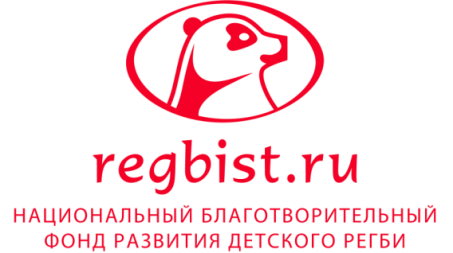 regbist.ru
НАЦИОНАЛЬНЫЙ БЛАГОТВОРИТЕЛЬНЫЙ
ФОНД РАЗВИТИЯ ДЕТСКОГО РЕГБИ